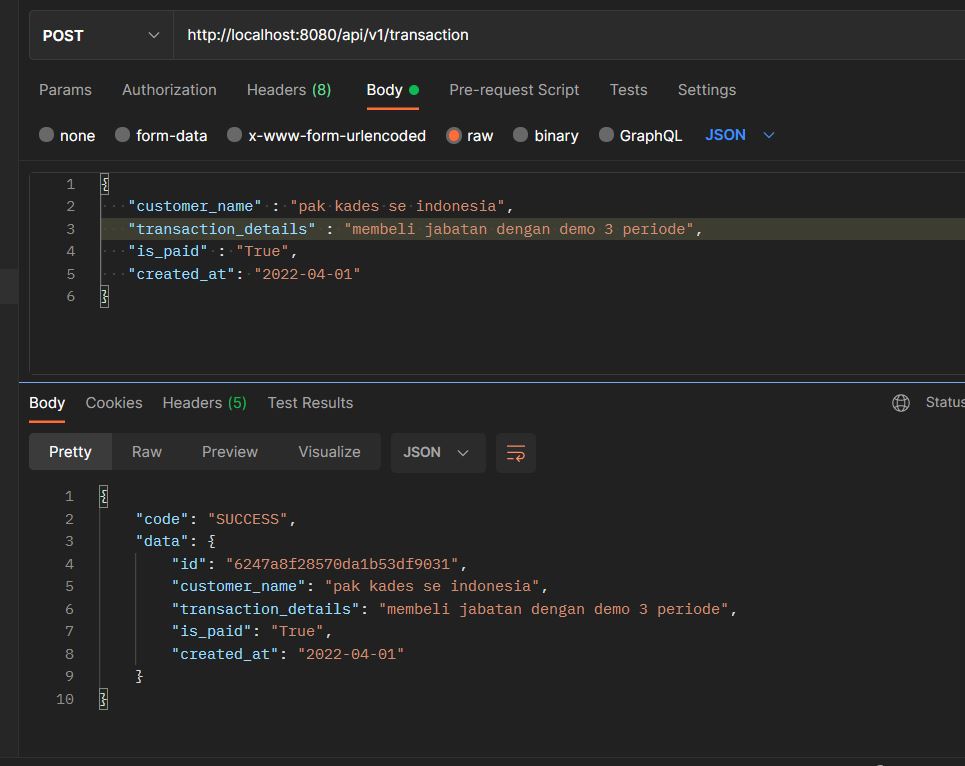 POST http://localhost:8080/api/v1/transaction
Params Authorization Headers (8) Body Pre-request Script Tests Settings
none form-data x-www-form-urlencoded raw binary GraphQL JSON
1 {
2 "customer_name" : "pak kades se indonesia",
3 "transaction_details" : "membeli jabatan dengan demo 3 periode",
4 "is_paid" : "True",
5 "created_at": "2022-04-01"
6 }
Body Cookies Headers (5) Test Results Status
Pretty Raw Preview Visualize JSON
1 {
2 "code": "SUCCESS",
3 "data": {
4 "id": "6247a8f28570da1b53df9031",
5 "customer_name": "pak kades se indonesia",
6 "transaction_details": "membeli jabatan dengan demo 3 periode",
7 "is_paid": "True",
8 "created_at": "2022-04-01"
9 }
10 }